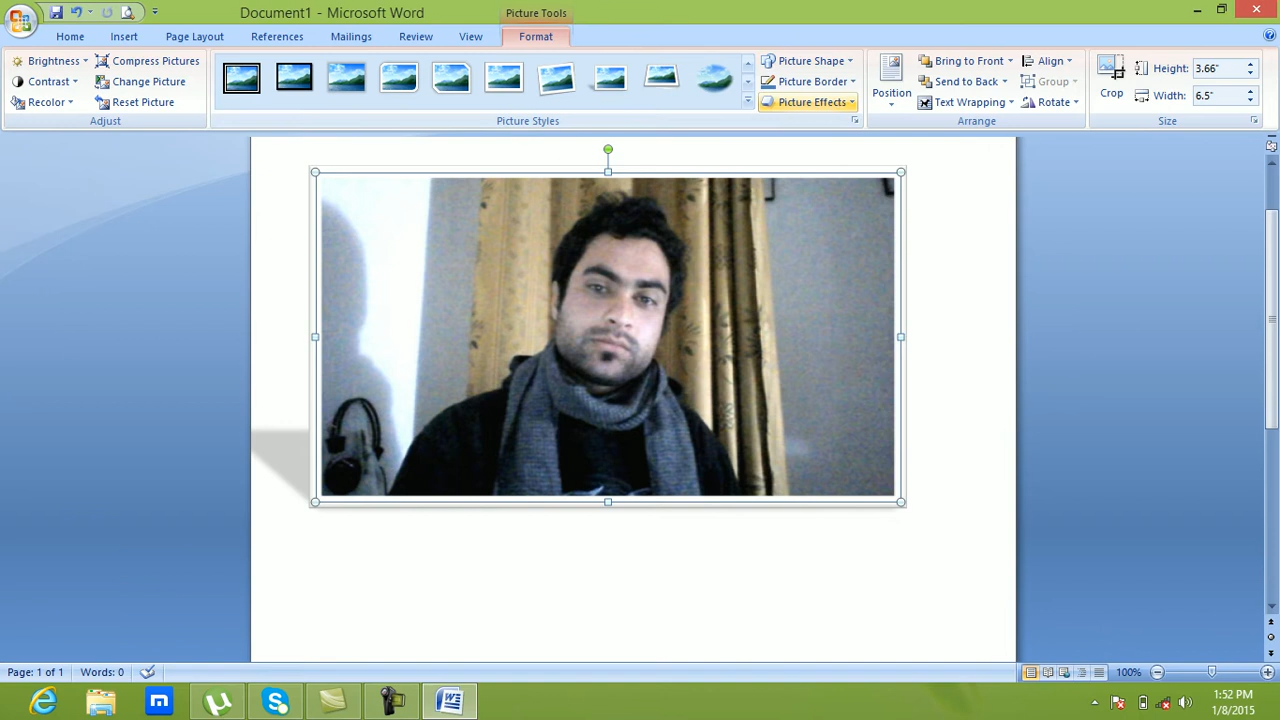 Document1 - Microsoft Word
Picture Tools
Home Insert Page Layout References Mailings Review View Format
Brightness
Compress Pictures
Contrast
Change Picture
Recolor
Reset Picture
Adjust
Picture Styles
Picture Shape
Picture Border
Picture Effects
Position
Bring to Front
Send to Back
Text Wrapping
Align
Group
Rotate
Arrange
Crop
Height: 3.66"
Width: 6.5"
Size
Page: 1 of 1 Words: 0
100%
1:52 PM
1/8/2015